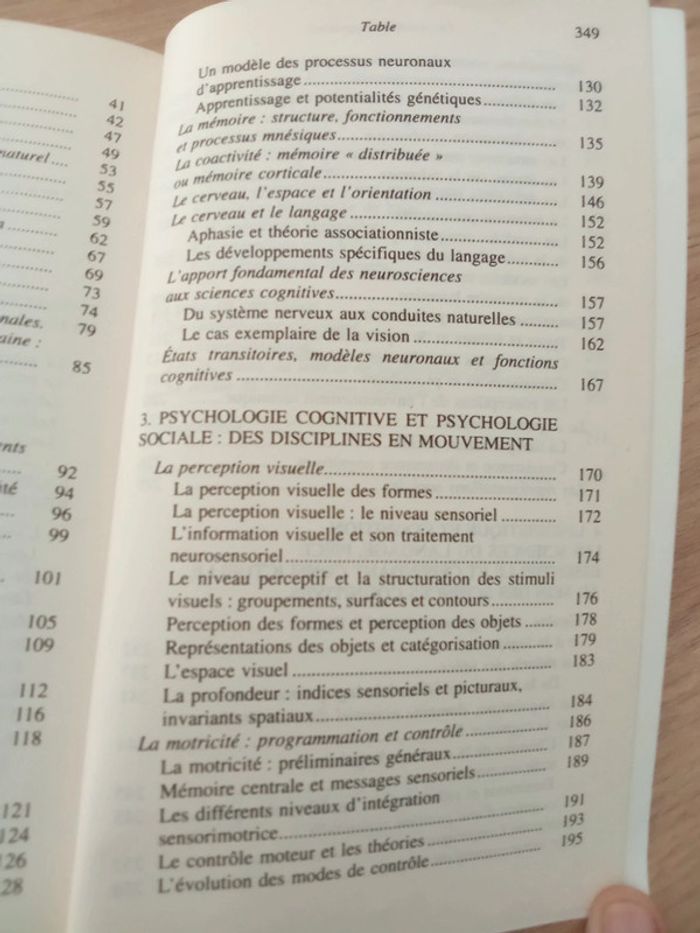 41
42
47
naturel .... 49
53
55
57
59
62
67
69
73
74
nales,
79
aine :
85
92
94
96
99
101
105
109
112
116
118
121
124
126
128
Table
349
Un modèle des processus neuronaux
d'apprentissage........ 130
Apprentissage et potentialités génétiques........ 132
La mémoire : structure, fonctionnements
et processus mnésiques........ 135
La coactivité : mémoire « distribuée »
ou mémoire corticale........ 139
Le cerveau, l'espace et l'orientation........ 146
Le cerveau et le langage........ 152
Aphasie et théorie associationniste........ 152
Les développements spécifiques du langage........ 156
L'apport fondamental des neurosciences
aux sciences cognitives........ 157
Du système nerveux aux conduites naturelles........ 157
Le cas exemplaire de la vision........ 162
États transitoires, modèles neuronaux et fonctions
cognitives........ 167
3. PSYCHOLOGIE COGNITIVE ET PSYCHOLOGIE
SOCIALE : DES DISCIPLINES EN MOUVEMENT
La perception visuelle........ 170
La perception visuelle des formes........ 171
La perception visuelle : le niveau sensoriel........ 172
L'information visuelle et son traitement
neurosensoriel........ 174
Le niveau perceptif et la structuration des stimuli
visuels : groupements, surfaces et contours........ 176
Perception des formes et perception des objets........ 178
Représentations des objets et catégorisation........ 179
L'espace visuel........ 183
La profondeur : indices sensoriels et picturaux,
invariants spatiaux........ 184
La motricité : programmation et contrôle........ 186
La motricité : préliminaires généraux........ 187
Mémoire centrale et messages sensoriels........ 189
Les différents niveaux d'intégration
sensorimotrice........ 191
Le contrôle moteur et les théories........ 193
L'évolution des modes de contrôle........ 195